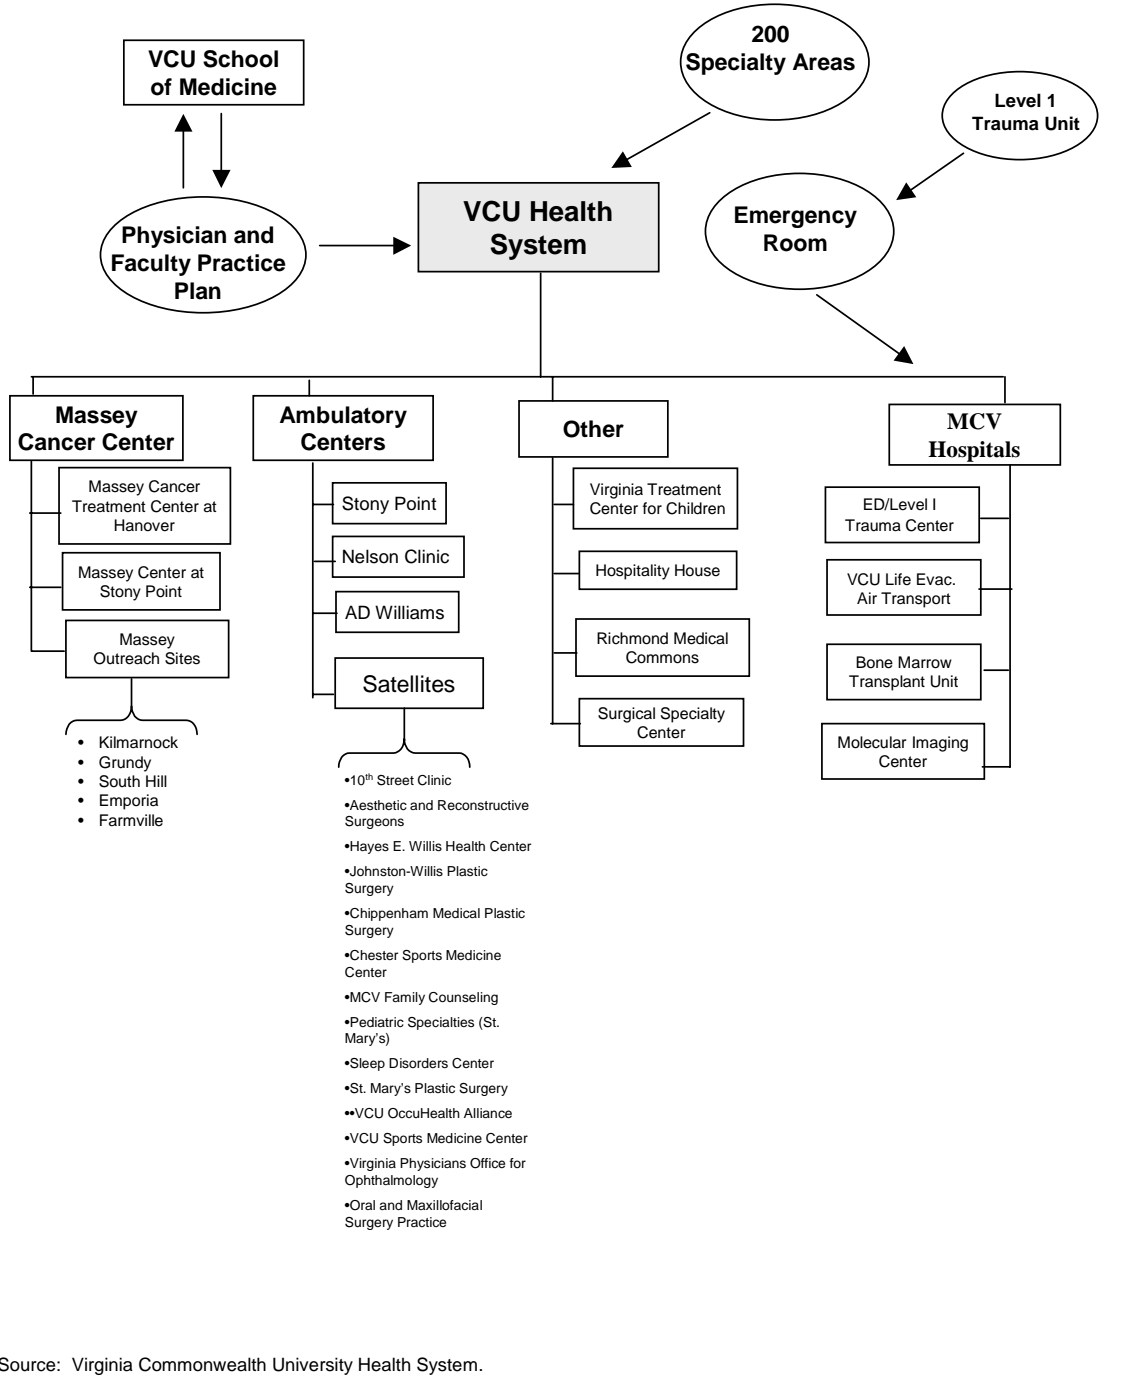 VCU School
of Medicine
200
Specialty Areas
Level 1
Trauma Unit
Physician and
Faculty Practice
Plan
VCU Health
System
Emergency
Room
Massey
Cancer Center
Massey Cancer
Treatment Center at
Hanover
Massey Center at
Stony Point
Massey
Outreach Sites
• Kilmarnock
• Grundy
• South Hill
• Emporia
• Farmville
Ambulatory
Centers
Stony Point
Nelson Clinic
AD Williams
Satellites
•10th Street Clinic
•Aesthetic and Reconstructive
Surgeons
•Hayes E. Willis Health Center
•Johnston-Willis Plastic
Surgery
•Chippenham Medical Plastic
Surgery
•Chester Sports Medicine
Center
•MCV Family Counseling
•Pediatric Specialties (St.
Mary’s)
•Sleep Disorders Center
•St. Mary’s Plastic Surgery
••VCU OccuHealth Alliance
•VCU Sports Medicine Center
•Virginia Physicians Office for
Ophthalmology
•Oral and Maxillofacial
Surgery Practice
Other
Virginia Treatment
Center for Children
Hospitality House
Richmond Medical
Commons
Surgical Specialty
Center
MCV
Hospitals
ED/Level I
Trauma Center
VCU Life Evac.
Air Transport
Bone Marrow
Transplant Unit
Molecular Imaging
Center
Source: Virginia Commonwealth University Health System.